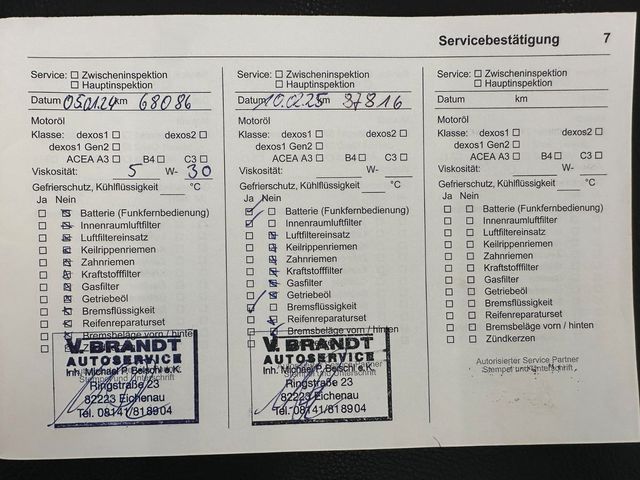 Servicebestätigung 7
Service: ☐ Zwischeninspektion
☐ Hauptinspektion
Datum 05.01.24 km 68086
Motoröl
Klasse: dexos1 ☐ dexos2 ☐
dexos1 Gen2 ☐
ACEA A3 ☐ B4 ☐ C3 ☐
Viskosität: 5 W- 30
Gefrierschutz, Kühlflüssigkeit °C
Ja Nein
Batterie (Funkfernbedienung)
Innenraumluftfilter
Luftfiltereinsatz
Keilrippenriemen
Zahnriemen
Kraftstofffilter
Gasfilter
Getriebeöl
Bremsflüssigkeit
Reifenreparaturset
Bremsbeläge vorn / hinten
V. BRANDT
AUTOSERVICE
Inh. Michael P. Beischl e.K.
Stempel und Unterschrift
Ringstraße 23
82223 Eichenau
Tel. 08141/818904
Service: ☐ Zwischeninspektion
☐ Hauptinspektion
Datum 10.02.25 km 87816
Motoröl
Klasse: dexos1 ☐ dexos2 ☐
dexos1 Gen2 ☐
ACEA A3 ☐ B4 ☐ C3 ☐
Viskosität: W-
Gefrierschutz, Kühlflüssigkeit °C
Ja Nein
Batterie (Funkfernbedienung)
Innenraumluftfilter
Luftfiltereinsatz
Keilrippenriemen
Zahnriemen
Kraftstofffilter
Gasfilter
Getriebeöl
Bremsflüssigkeit
Reifenreparaturset
Bremsbeläge vorn / hinten
V. BRANDT
AUTOSERVICE
Inh. Michael P. Beischl e.K.
Stempel und Unterschrift
Ringstraße 23
82223 Eichenau
Tel. 08141/818904
Service: ☐ Zwischeninspektion
☐ Hauptinspektion
Datum km
Motoröl
Klasse: dexos1 ☐ dexos2 ☐
dexos1 Gen2 ☐
ACEA A3 ☐ B4 ☐ C3 ☐
Viskosität: W-
Gefrierschutz, Kühlflüssigkeit °C
Ja Nein
☐ ☐ Batterie (Funkfernbedienung)
☐ ☐ Innenraumluftfilter
☐ ☐ Luftfiltereinsatz
☐ ☐ Keilrippenriemen
☐ ☐ Zahnriemen
☐ ☐ Kraftstofffilter
☐ ☐ Gasfilter
☐ ☐ Getriebeöl
☐ ☐ Bremsflüssigkeit
☐ ☐ Reifenreparaturset
☐ ☐ Bremsbeläge vorn / hinten
☐ ☐ Zündkerzen
Autorisierter Service Partner
Stempel und Unterschrift